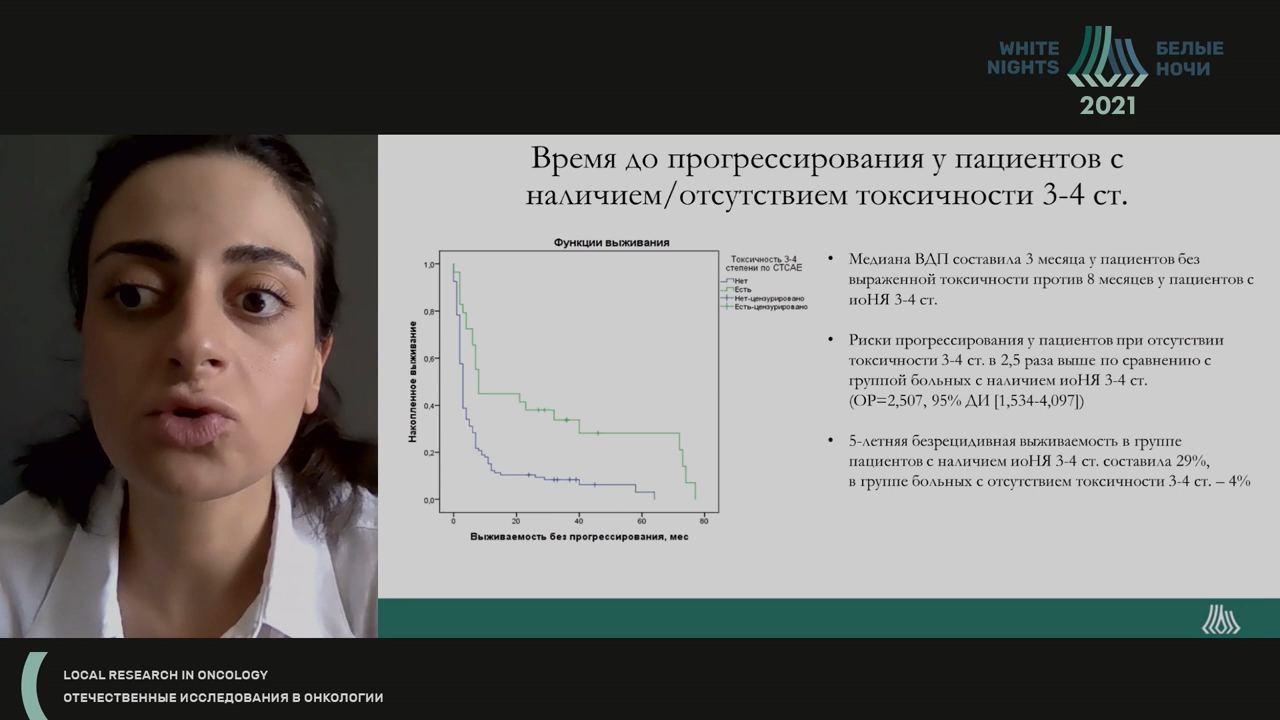 WHITE NIGHTS
БЕЛЫЕ НОЧИ
2021
Время до прогрессирования у пациентов с
наличием/отсутствием токсичности 3-4 ст.
Функции выживания
Токсичность 3-4
степени по CTCAE
Нет
Есть
Нет-цензурировано
Есть-цензурировано
Накопленное выживание
1,0
0,8
0,6
0,4
0,2
0,0
0 20 40 60 80
Выживаемость без прогрессирования, мес
• Медиана ВДП составила 3 месяца у пациентов без
выраженной токсичности против 8 месяцев у пациентов с
иоНЯ 3-4 ст.
• Риски прогрессирования у пациентов при отсутствии
токсичности 3-4 ст. в 2,5 раза выше по сравнению с
группой больных с наличием иоНЯ 3-4 ст.
(ОР=2,507, 95% ДИ [1,534-4,097])
• 5-летняя безрецидивная выживаемость в группе
пациентов с наличием иоНЯ 3-4 ст. составила 29%,
в группе больных с отсутствием токсичности 3-4 ст. – 4%
LOCAL RESEARCH IN ONCOLOGY
ОТЕЧЕСТВЕННЫЕ ИССЛЕДОВАНИЯ В ОНКОЛОГИИ